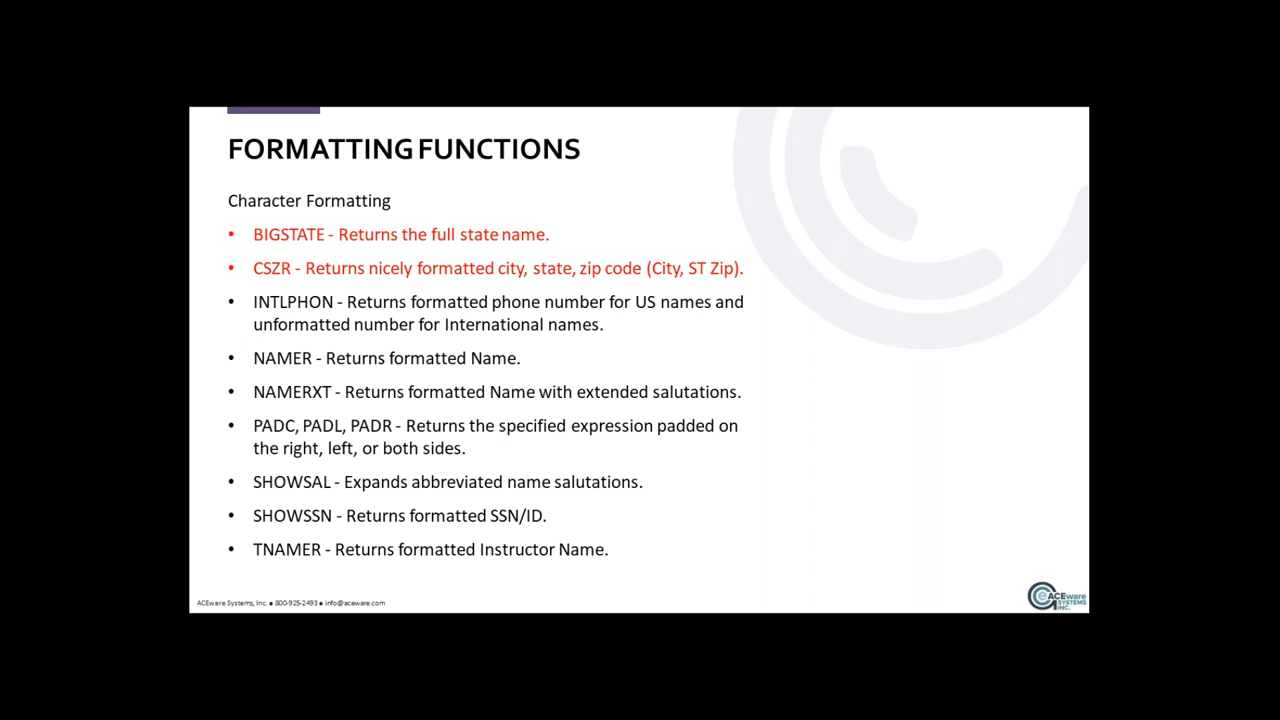 FORMATTING FUNCTIONS
Character Formatting
• BIGSTATE - Returns the full state name.
• CSZR - Returns nicely formatted city, state, zip code (City, ST Zip).
• INTLPHON - Returns formatted phone number for US names and
unformatted number for International names.
• NAMER - Returns formatted Name.
• NAMERXT - Returns formatted Name with extended salutations.
• PADC, PADL, PADR - Returns the specified expression padded on
the right, left, or both sides.
• SHOWSAL - Expands abbreviated name salutations.
• SHOWSSN - Returns formatted SSN/ID.
• TNAMER - Returns formatted Instructor Name.
ACEware Systems, Inc. ● 800-925-2493 ● info@aceware.com
ACEware
SYSTEMS
INC.